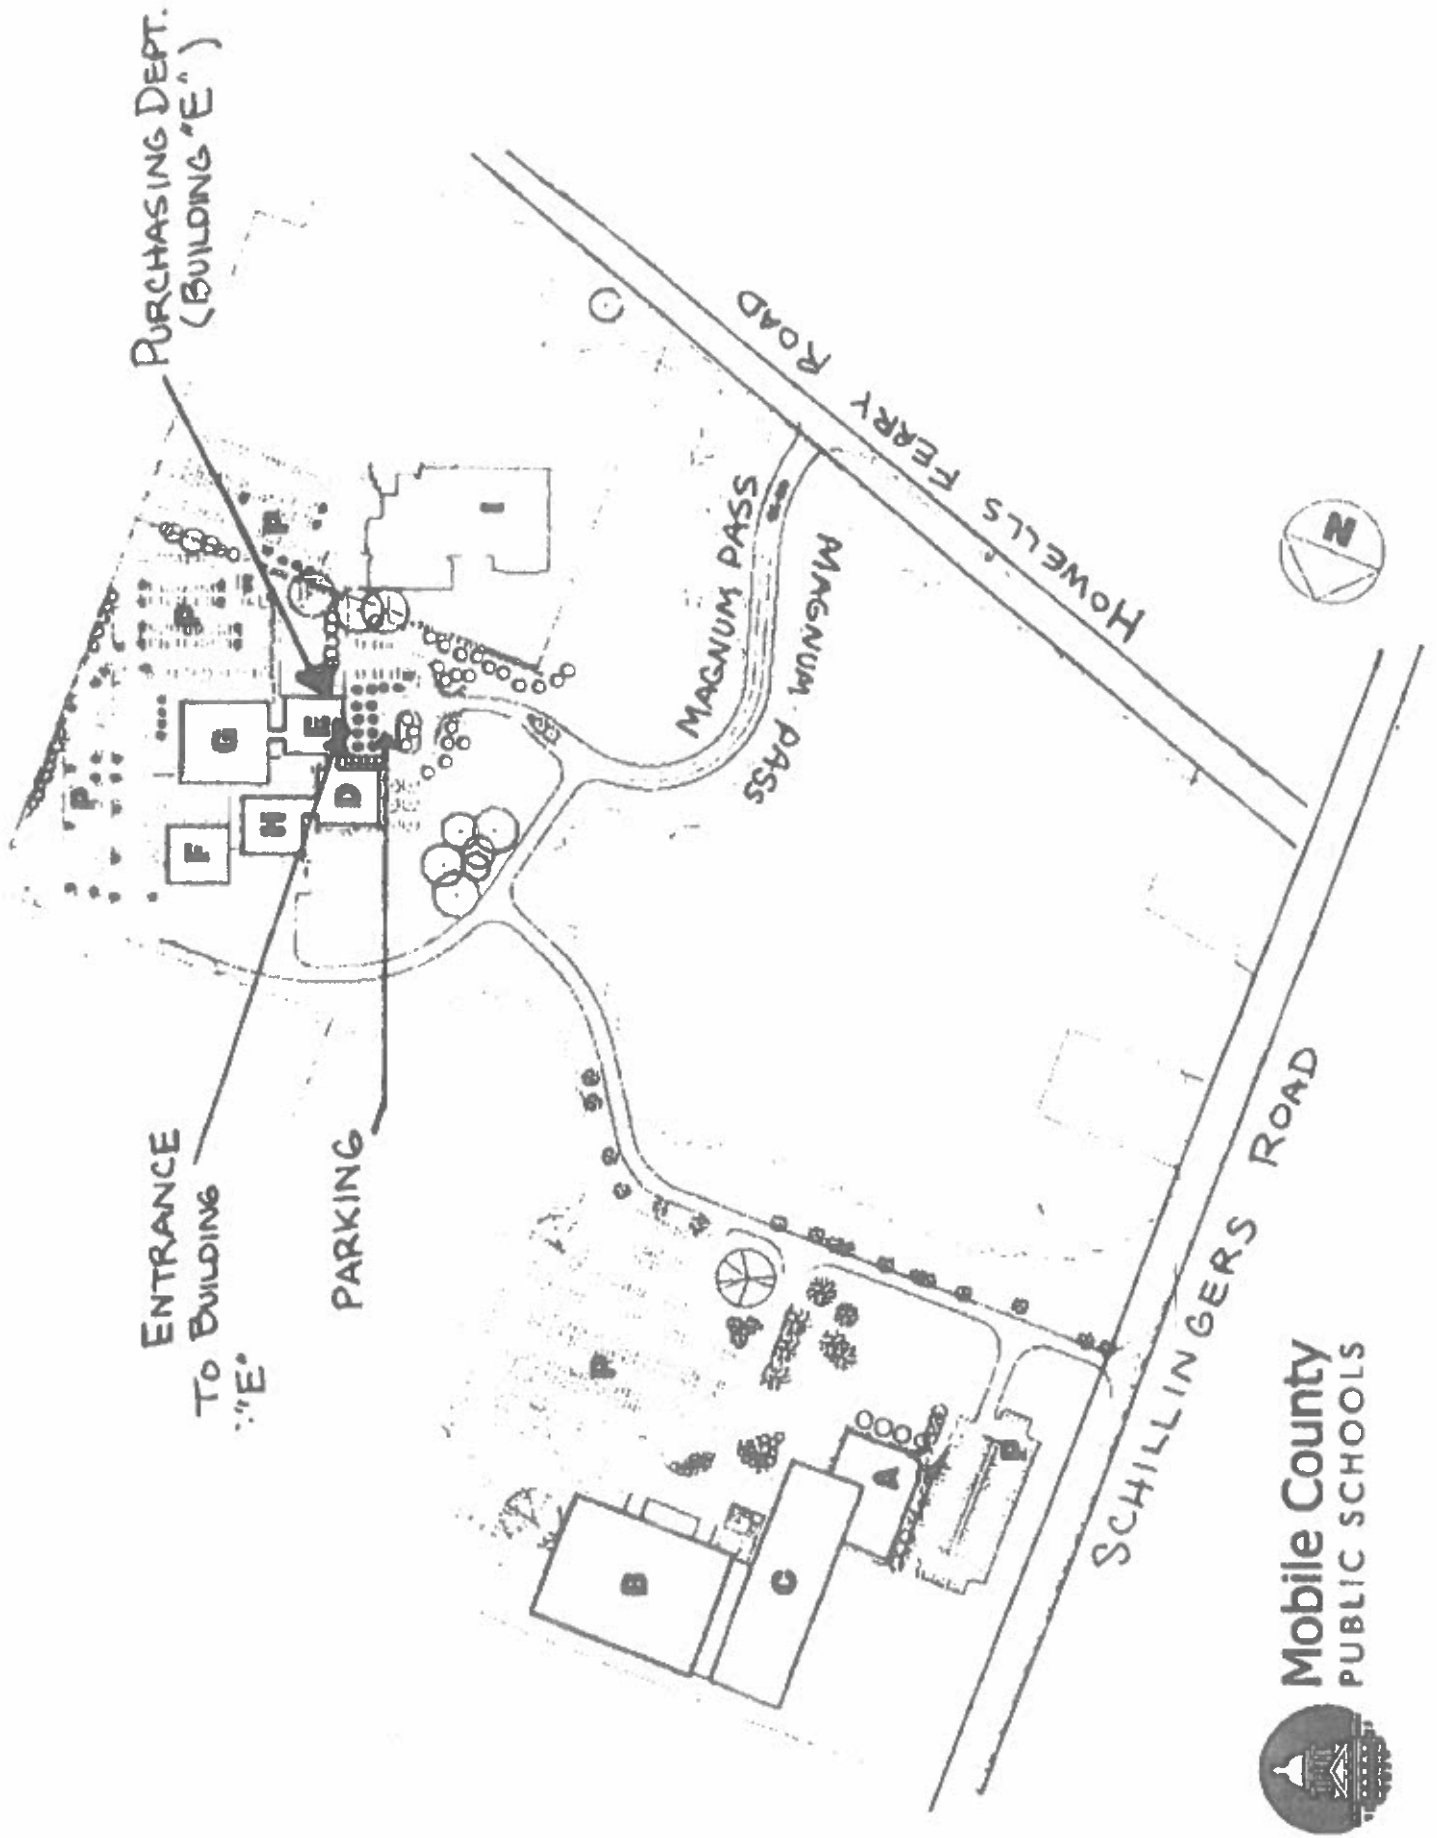 PURCHASING DEPT.
(BUILDING "E")
ENTRANCE
TO BUILDING
"E"
PARKING
P
P
P
G
E
F
H
D
I
MAGNUM PASS
MAGNUM PASS
HOWELLS FERRY ROAD
N
P
B
C
A
P
SCHILLINGERS ROAD
Mobile County
PUBLIC SCHOOLS